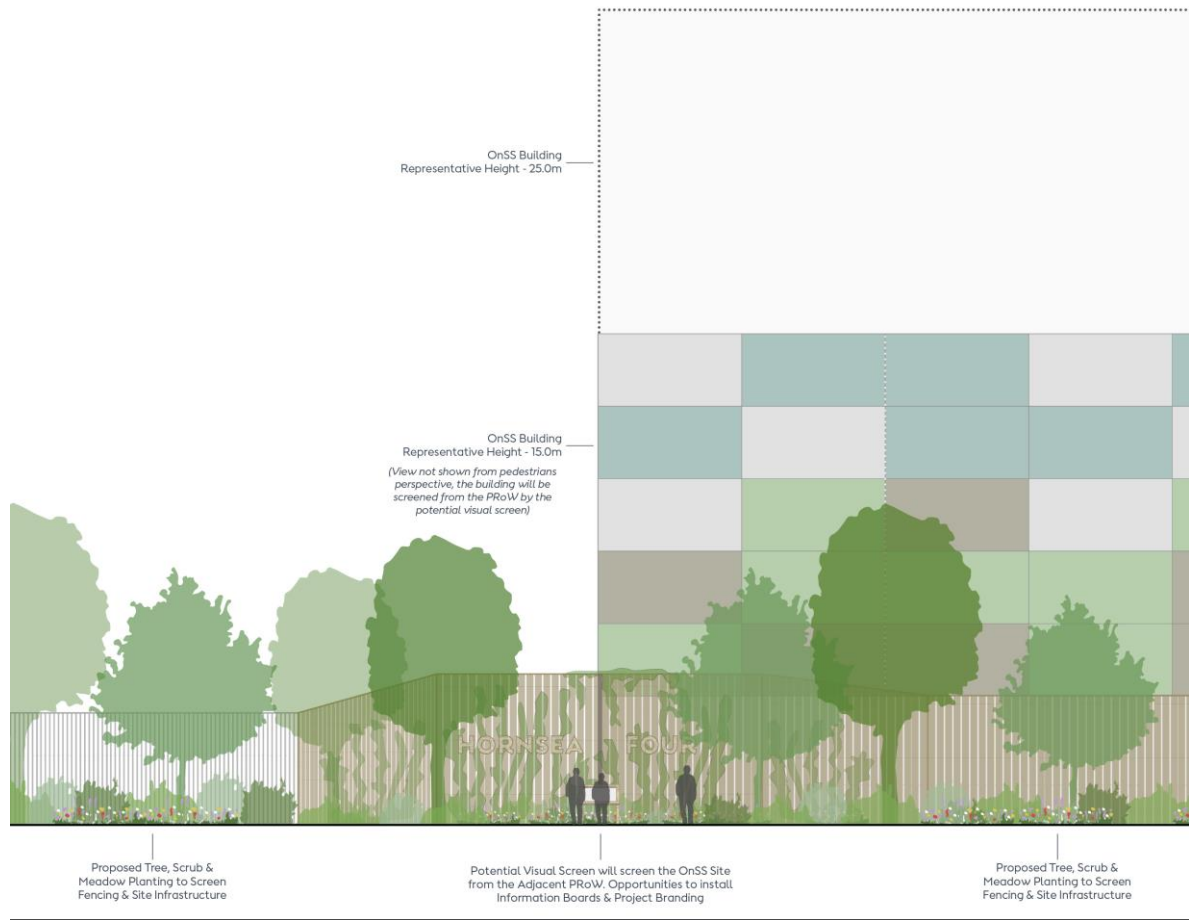 OnSS Building
Representative Height - 25.0m
OnSS Building
Representative Height - 15.0m
(View not shown from pedestrians
perspective, the building will be
screened from the PRoW by the
potential visual screen)
HORNSEA FOUR
Proposed Tree, Scrub &
Meadow Planting to Screen
Fencing & Site Infrastructure
Potential Visual Screen will screen the OnSS Site
from the Adjacent PRoW. Opportunities to install
Information Boards & Project Branding
Proposed Tree, Scrub &
Meadow Planting to Screen
Fencing & Site Infrastructure